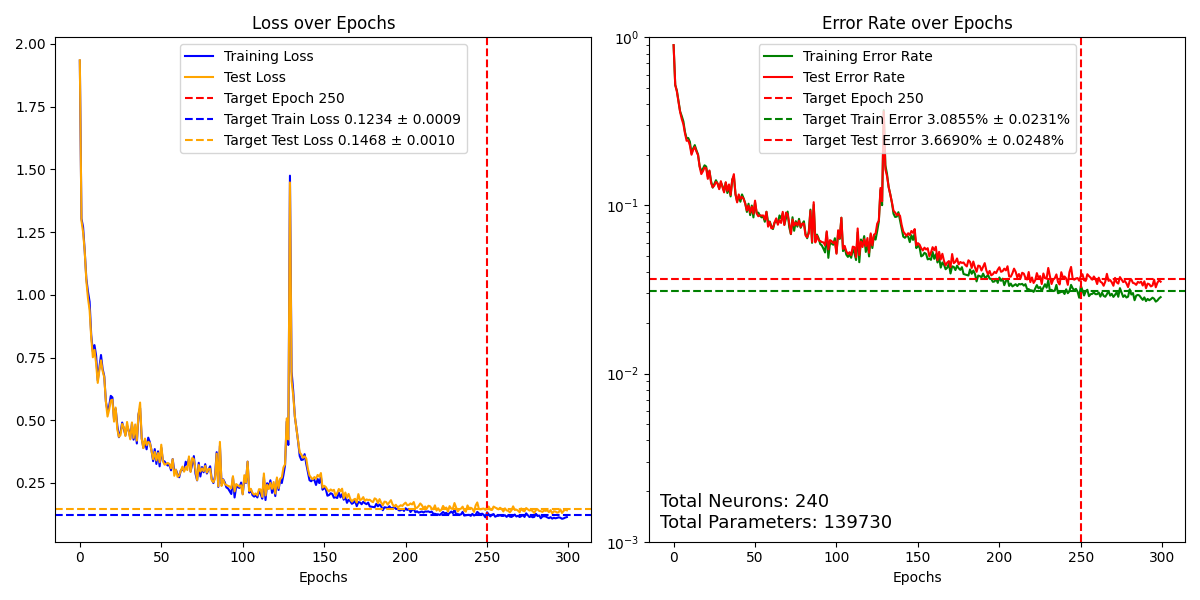 Loss over Epochs
2.00
1.75
1.50
1.25
1.00
0.75
0.50
0.25
Training Loss
Test Loss
Target Epoch 250
Target Train Loss 0.1234 ± 0.0009
Target Test Loss 0.1468 ± 0.0010
0 50 100 150 200 250 300
Epochs
Error Rate over Epochs
10⁰
10⁻¹
10⁻²
10⁻³
Training Error Rate
Test Error Rate
Target Epoch 250
Target Train Error 3.0855% ± 0.0231%
Target Test Error 3.6690% ± 0.0248%
Total Neurons: 240
Total Parameters: 139730
0 50 100 150 200 250 300
Epochs